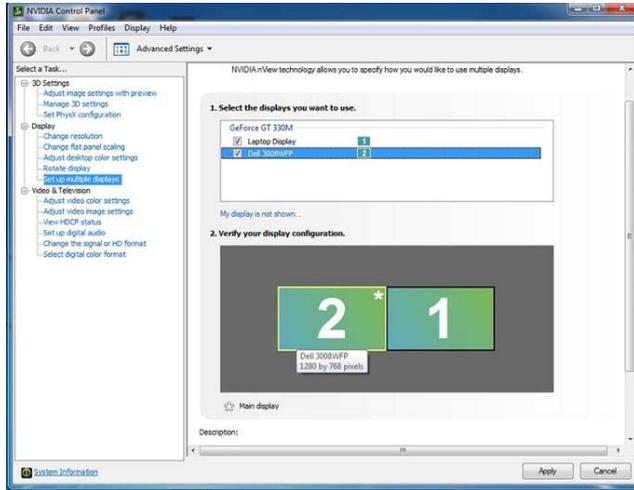 NVIDIA Control Panel
File Edit View Profiles Display Help
Back Advanced Settings
Select a Task...
3D Settings
Adjust image settings with preview
Manage 3D settings
Set PhysX configuration
Display
Change resolution
Change flat panel scaling
Adjust desktop color settings
Rotate display
Set up multiple displays
Video & Television
Adjust video color settings
Adjust video image settings
View HDCP status
Set up digital audio
Change the signal or HD format
Select digital color format
NVIDIA nView technology allows you to specify how you would like to use multiple displays.
1. Select the displays you want to use.
GeForce GT 330M
Laptop Display 1
Dell 3008WFP 2
My display is not shown...
2. Verify your display configuration.
2 * 1
Dell 3008WFP
1280 by 768 pixels
Main display
Description:
System Information
Apply Cancel